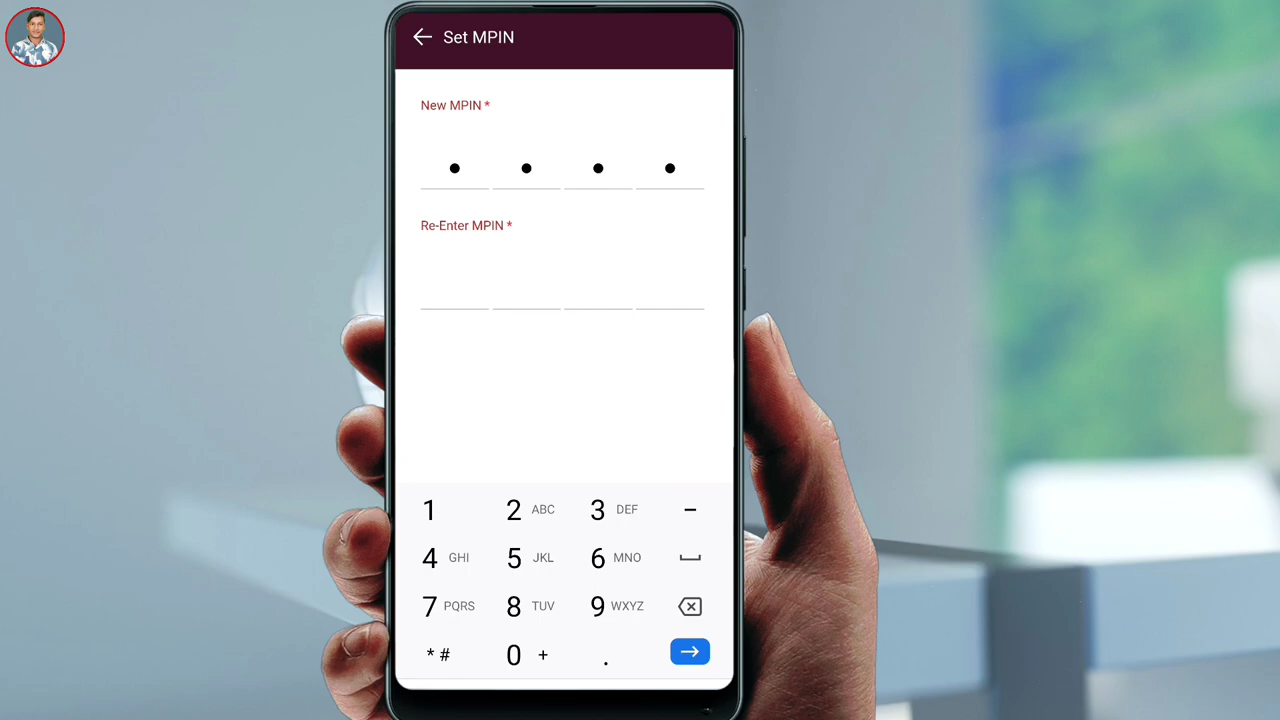 Set MPIN
New MPIN *
Re-Enter MPIN *
1 2 ABC 3 DEF -
4 GHI 5 JKL 6 MNO
7 PQRS 8 TUV 9 WXYZ
* # 0 + .